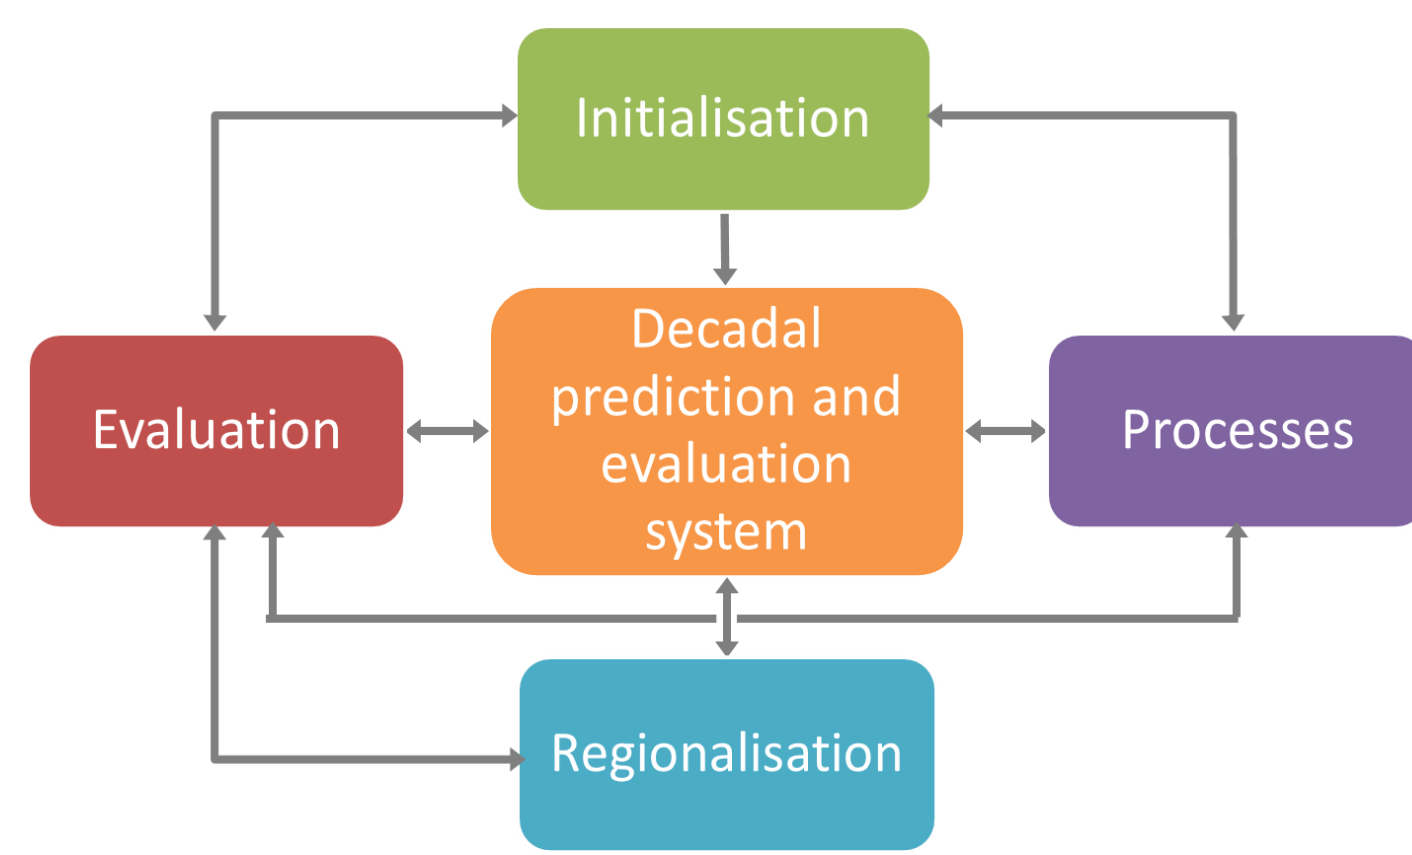 Initialisation
Decadal
prediction and
evaluation
system
Evaluation
Processes
Regionalisation